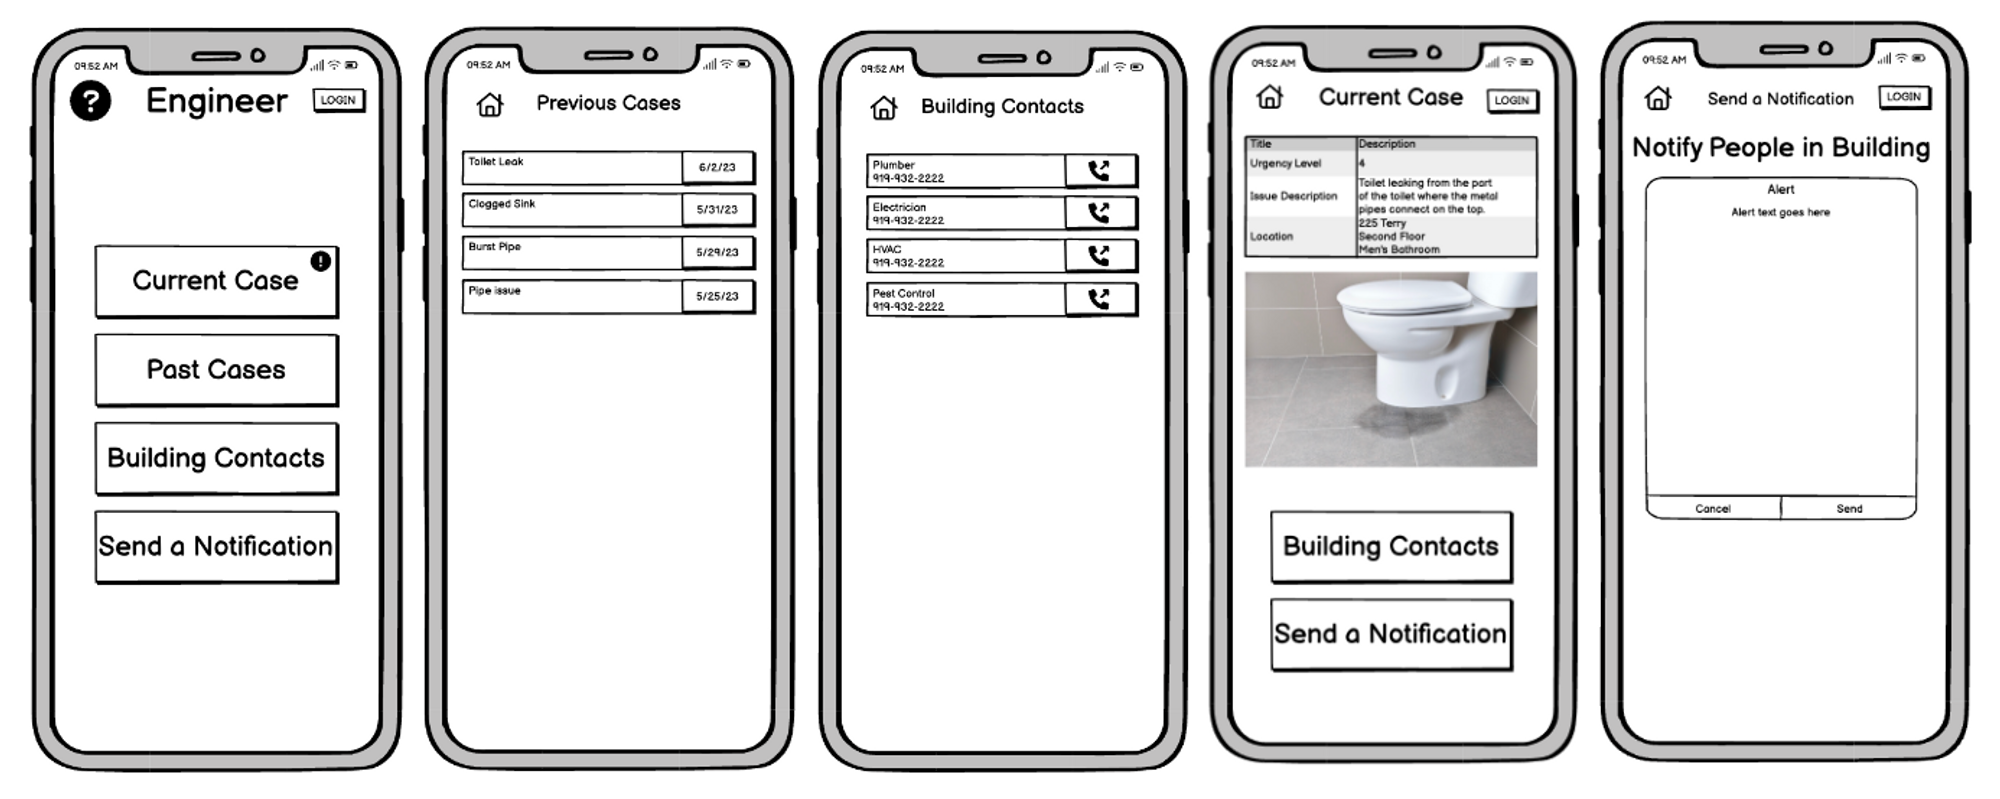 09:52 AM
?
Engineer
LOGIN
Current Case
!
Past Cases
Building Contacts
Send a Notification
09:52 AM
Previous Cases
Toilet Leak
6/2/23
Clogged Sink
5/31/23
Burst Pipe
5/29/23
Pipe issue
5/25/23
09:52 AM
Building Contacts
Plumber
919-932-2222
Electrician
919-932-2222
HVAC
919-932-2222
Pest Control
919-932-2222
09:52 AM
Current Case
LOGIN
Title
Description
Urgency Level
4
Issue Description
Toilet leaking from the part
of the toilet where the metal
pipes connect on the top.
Location
225 Terry
Second Floor
Men's Bathroom
Building Contacts
Send a Notification
09:52 AM
Send a Notification
LOGIN
Notify People in Building
Alert
Alert text goes here
Cancel
Send